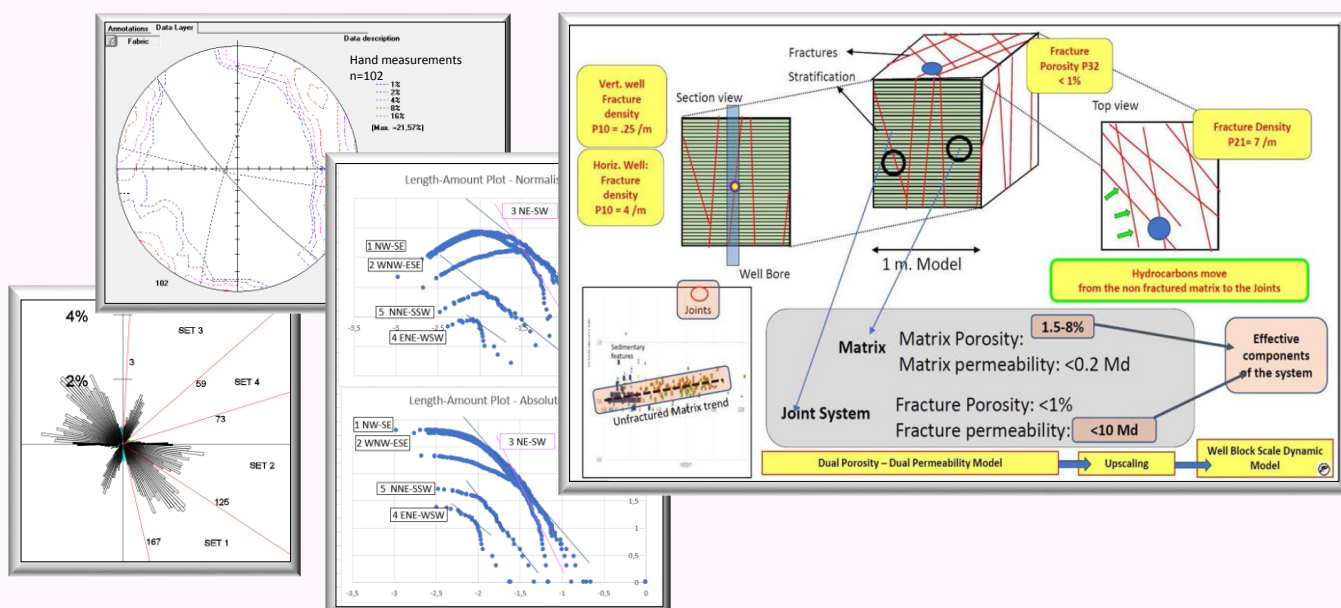 Annotations
Data Layer
Fabric
Data description
Hand measurements
n=102
1%
2%
4%
8%
16%
(Max. =21,57%)
102
4%
2%
SET 3
3
59
SET 4
73
SET 2
125
SET 1
167
Length-Amount Plot - Normalis
3 NE-SW
1 NW-SE
2 WNW-ESE
5 NNE-SSW
4 ENE-WSW
-3,5
-3
-2,5
-2
-1,5
-1
Length-Amount Plot - Absolut
3 NE-SW
1 NW-SE
2 WNW-ESE
5 NNE-SSW
4 ENE-WSW
1,5
1
0,5
0
-3,5
-3
-2,5
-2
-1,5
-1
-0,5
0
Fractures
Stratification
Section view
Vert. well
Fracture
density
P10 = .25 /m
Horiz. Well:
Fracture
density
P10 = 4 /m
Well Bore
1 m. Model
Fracture
Porosity P32
< 1%
Top view
Fracture Density
P21= 7 /m
Hydrocarbons move
from the non fractured matrix to the Joints
Joints
Sedimentary
features
Unfractured Matrix trend
Matrix
Matrix Porosity:
1.5-8%
Matrix permeability: <0.2 Md
Joint System
Fracture Porosity: <1%
Fracture permeability:
<10 Md
Effective
components
of the system
Dual Porosity – Dual Permeability Model
Upscaling
Well Block Scale Dynamic
Model